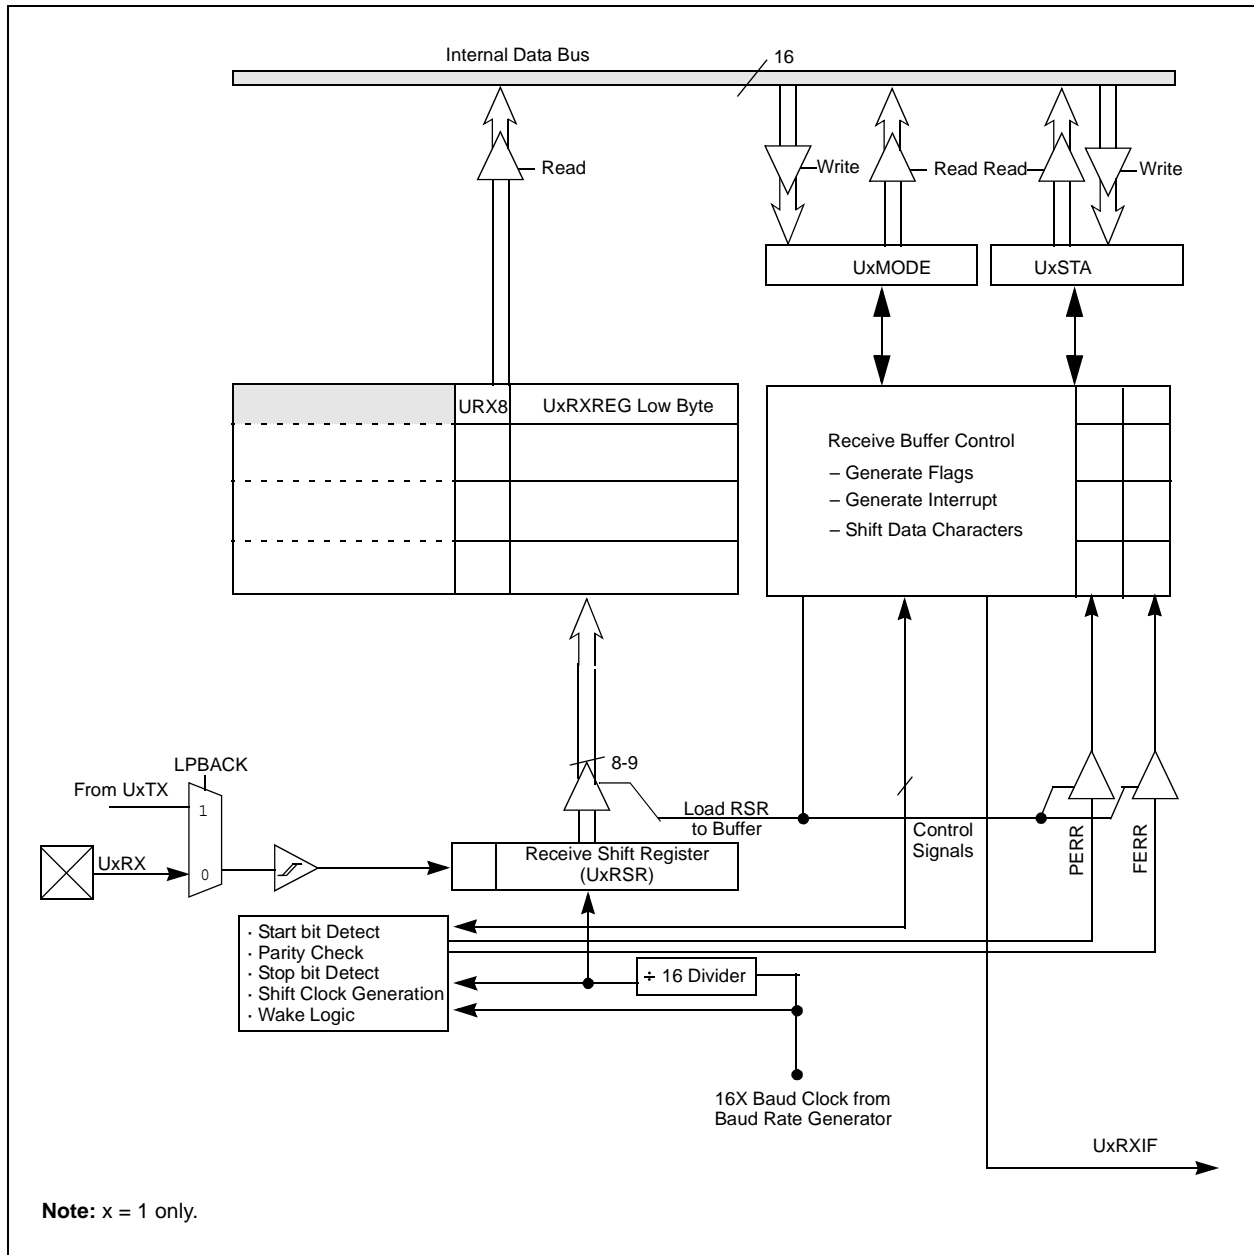 Internal Data Bus
16
Read
Write
Read Read
Write
UxMODE
UxSTA
URX8
UxRXREG Low Byte
Receive Buffer Control
– Generate Flags
– Generate Interrupt
– Shift Data Characters
LPBACK
From UxTX
1
UxRX
0
8-9
Load RSR
to Buffer
Control
Signals
PERR
FERR
Receive Shift Register
(UxRSR)
· Start bit Detect
· Parity Check
· Stop bit Detect
· Shift Clock Generation
· Wake Logic
÷ 16 Divider
16X Baud Clock from
Baud Rate Generator
UxRXIF
Note: x = 1 only.